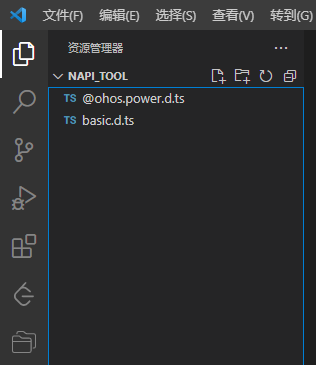 文件(F) 编辑(E) 选择(S) 查看(V) 转到(G)
资源管理器 ...
NAPI_TOOL
TS @ohos.power.d.ts
TS basic.d.ts